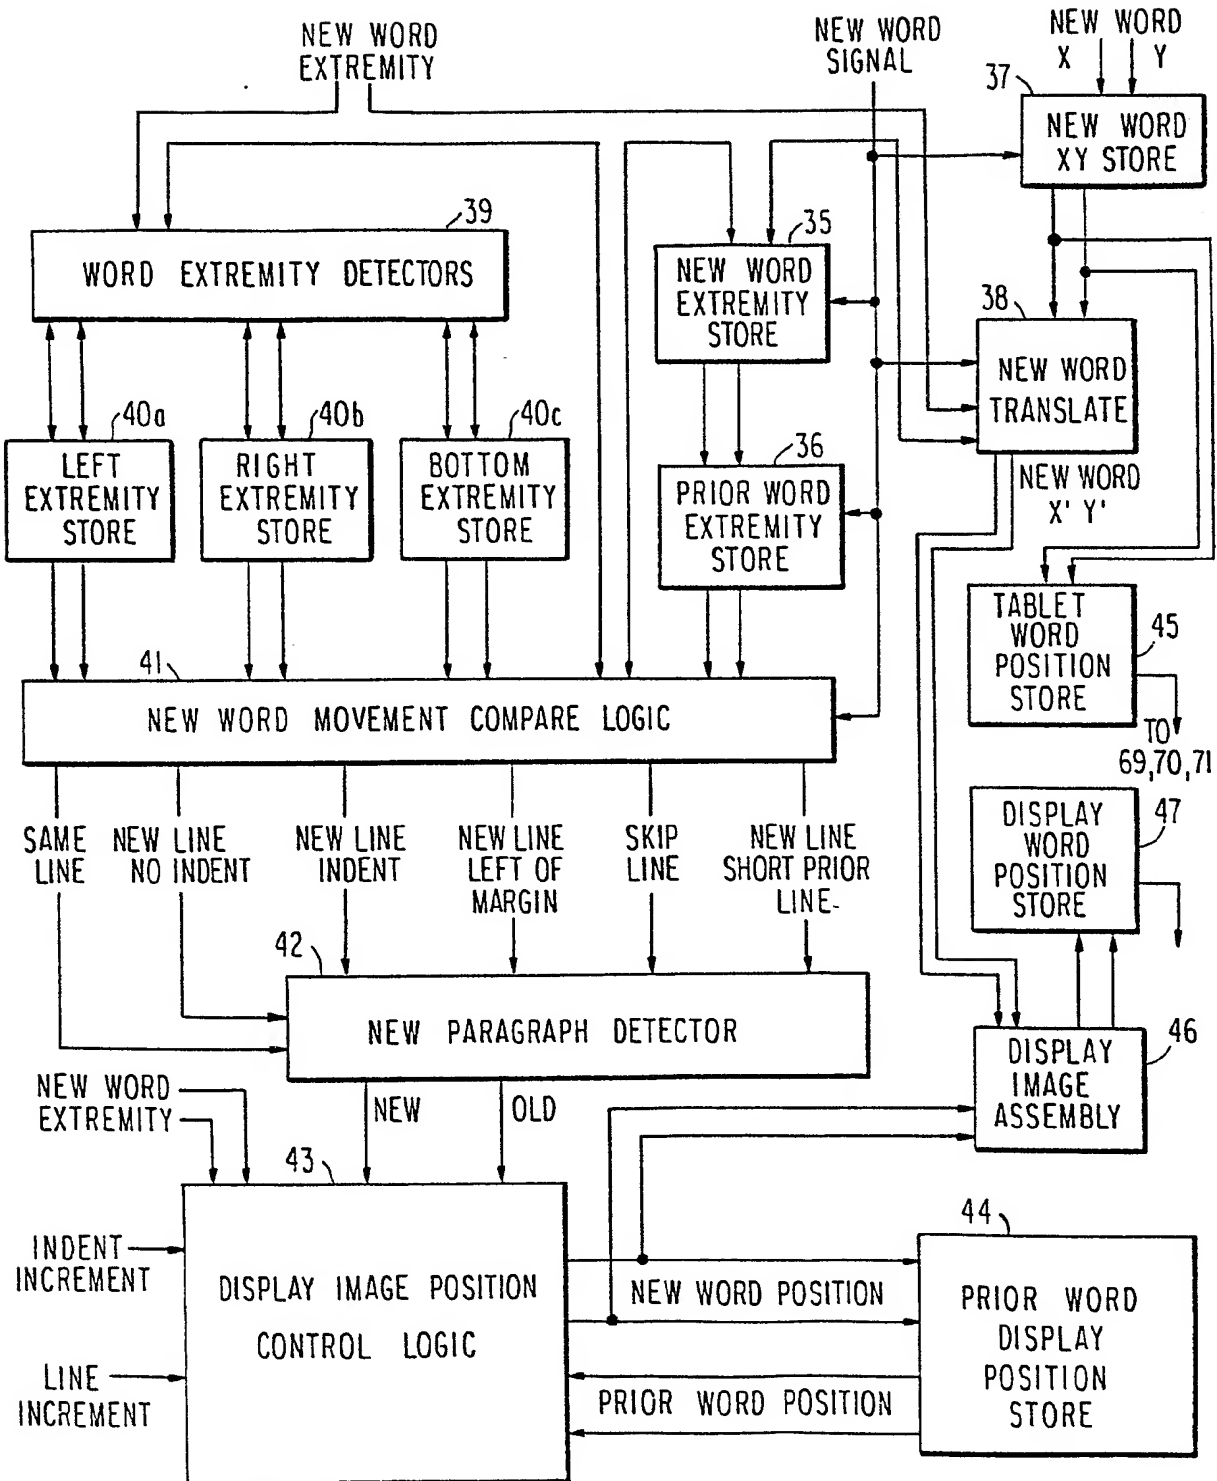 NEW WORD
EXTREMITY
NEW WORD
SIGNAL
NEW WORD
X Y
37
NEW WORD
XY STORE
39
WORD EXTREMITY DETECTORS
35
NEW WORD
EXTREMITY
STORE
38
NEW WORD
TRANSLATE
40a
LEFT
EXTREMITY
STORE
40b
RIGHT
EXTREMITY
STORE
40c
BOTTOM
EXTREMITY
STORE
36
PRIOR WORD
EXTREMITY
STORE
NEW WORD
X' Y'
TABLET
WORD
POSITION
STORE
45
TO
69,70,71
41
NEW WORD MOVEMENT COMPARE LOGIC
SAME
LINE
NEW LINE
NO INDENT
NEW LINE
INDENT
NEW LINE
LEFT OF
MARGIN
SKIP
LINE
NEW LINE
SHORT PRIOR
LINE
DISPLAY
WORD
POSITION
STORE
47
42
NEW PARAGRAPH DETECTOR
46
DISPLAY
IMAGE
ASSEMBLY
NEW WORD
EXTREMITY
NEW
OLD
43
DISPLAY IMAGE POSITION
CONTROL LOGIC
INDENT
INCREMENT
LINE
INCREMENT
NEW WORD POSITION
PRIOR WORD POSITION
44
PRIOR WORD
DISPLAY
POSITION
STORE